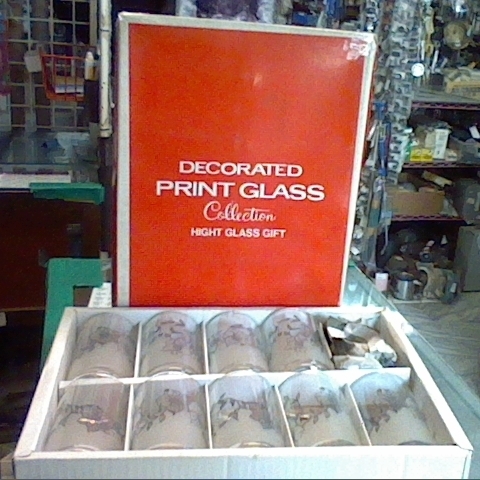 DECORATED
PRINT GLASS
Collection
HIGHT GLASS GIFT